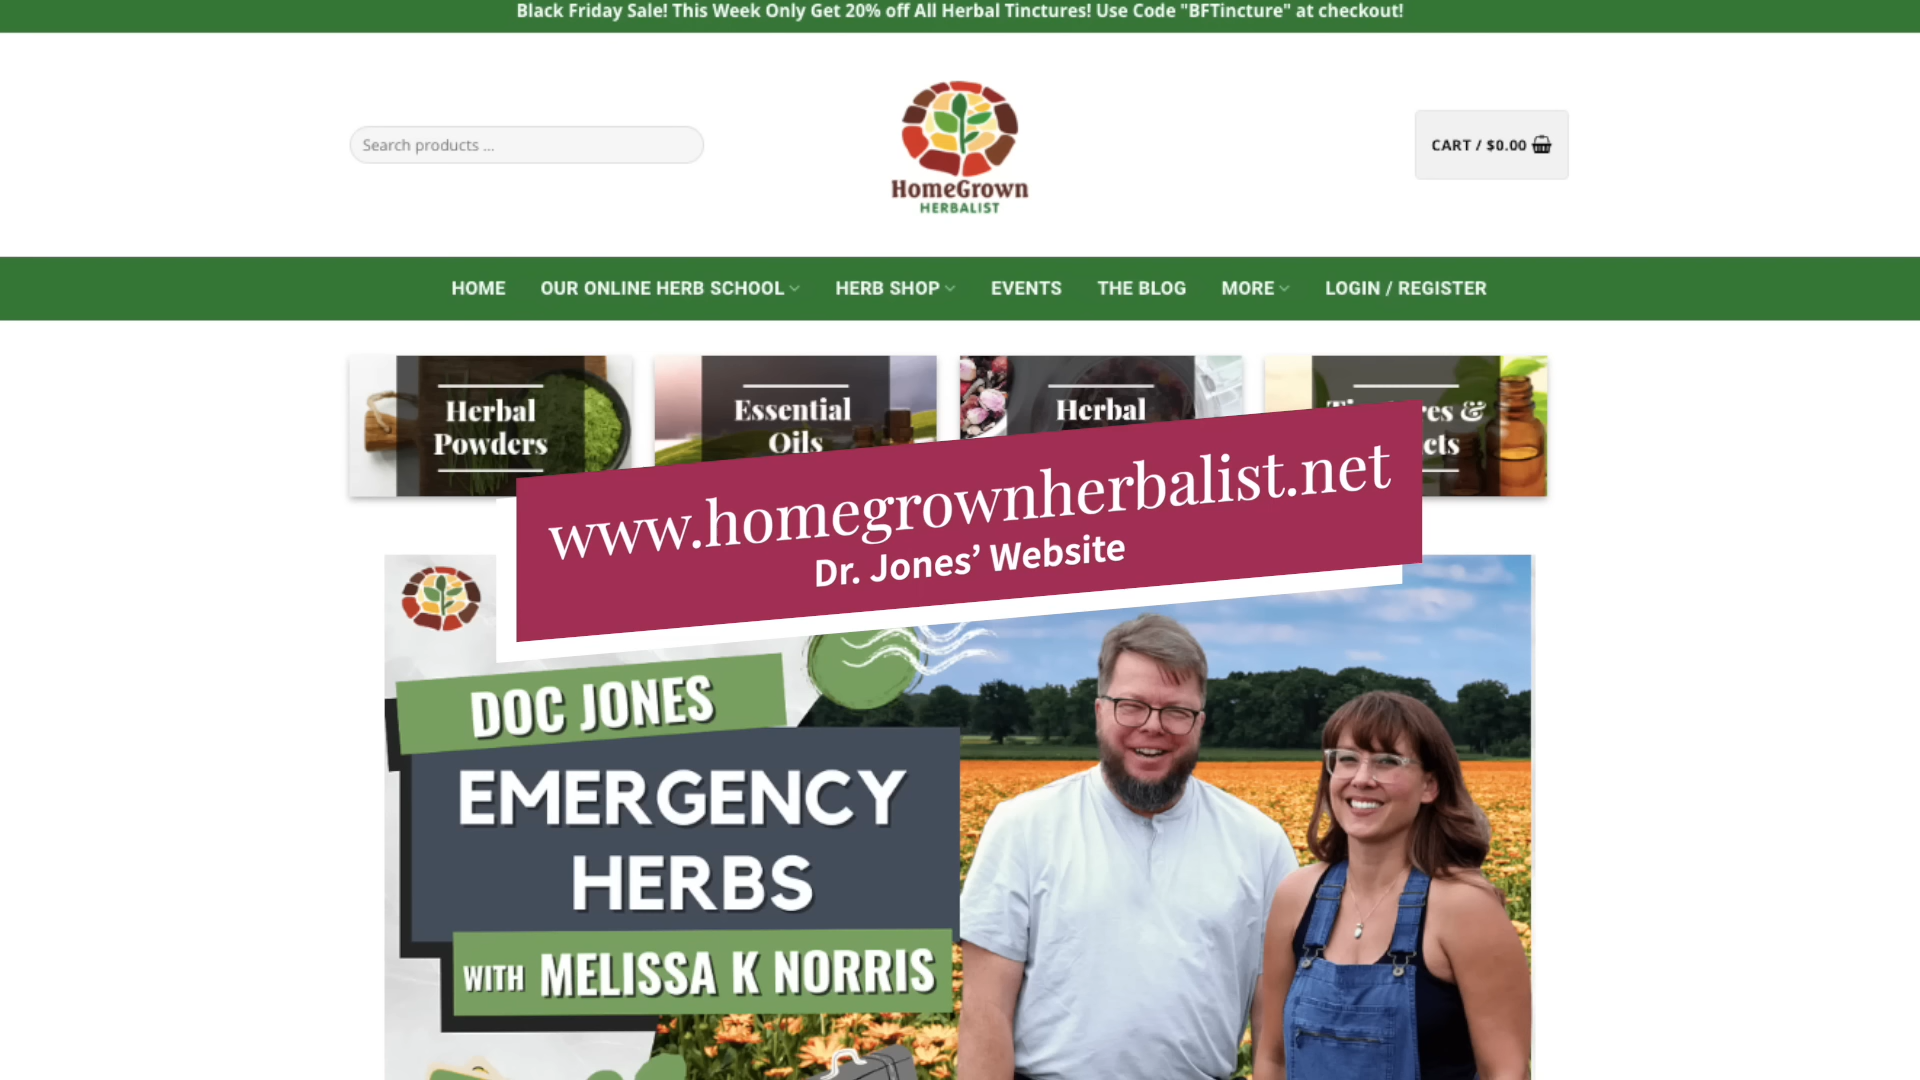 Black Friday Sale! This Week Only Get 20% off All Herbal Tinctures! Use Code "BFTincture" at checkout!
Search products ...
HomeGrown
HERBALIST
CART / $0.00
HOME OUR ONLINE HERB SCHOOL HERB SHOP EVENTS THE BLOG MORE LOGIN / REGISTER
Herbal
Powders
Essential
Oils
Herbal
&
www.homegrownherbalist.net
Dr. Jones’ Website
DOC JONES
EMERGENCY
HERBS
WITH MELISSA K NORRIS